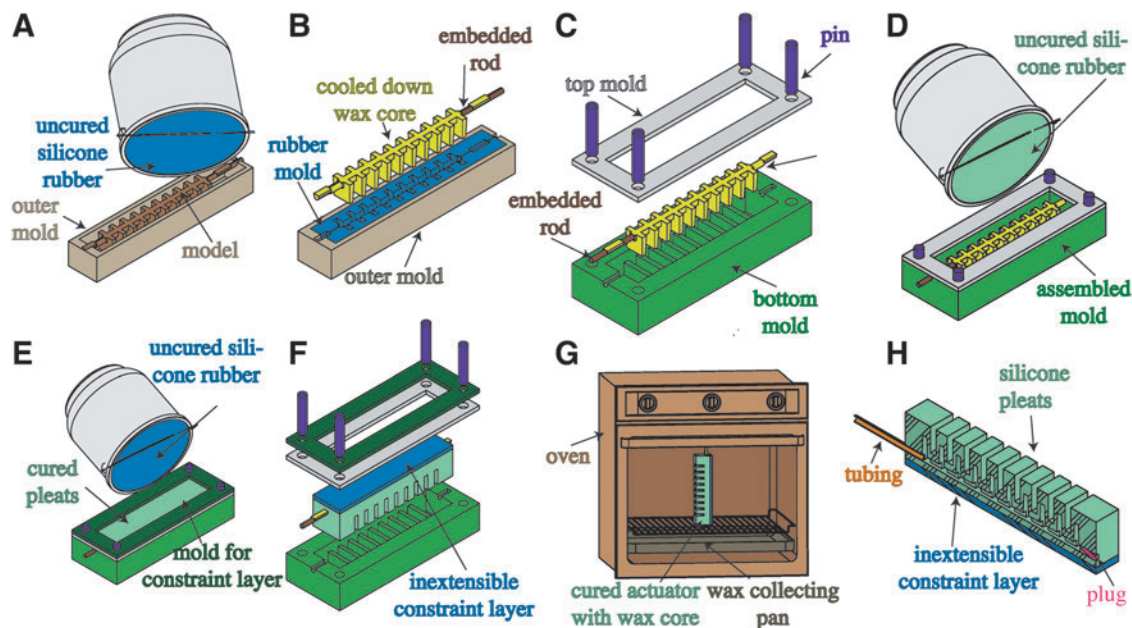 A
uncured
silicone
rubber
outer
mold
model
B
embedded
rod
cooled down
wax core
rubber
mold
outer mold
C
pin
top mold
embedded
rod
bottom
mold
D
uncured sili-
cone rubber
assembled
mold
E
uncured sili-
cone rubber
cured
pleats
mold for
constraint layer
F
inextensible
constraint layer
G
oven
cured actuator
with wax core
wax collecting
pan
H
silicone
pleats
tubing
inextensible
constraint layer
plug